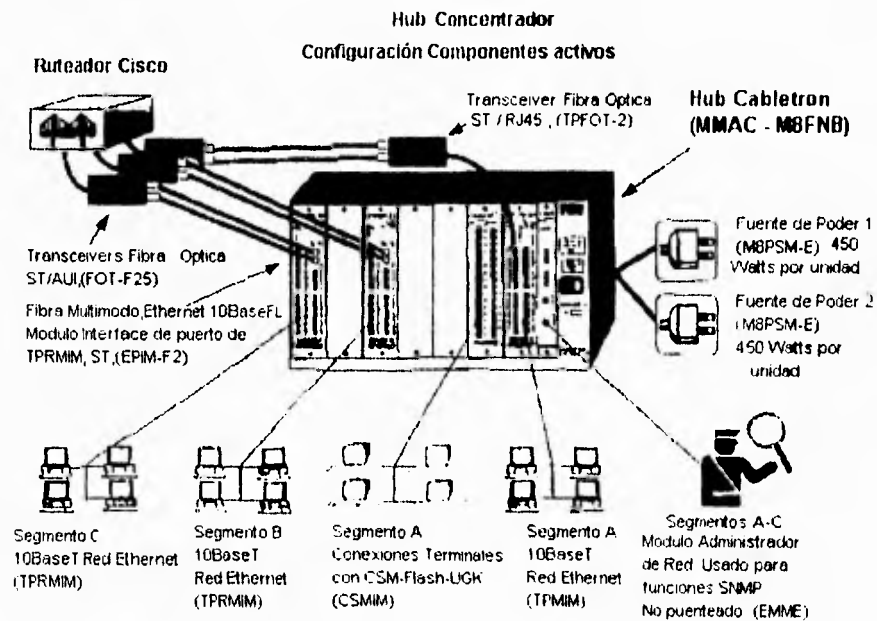 Hub Concentrador
Configuración Componentes activos
Ruteador Cisco
Transceiver Fibra Optica
ST / RJ45 , (TPFOT-2)
Hub Cabletron
(MMAC - M8FNB)
Fuente de Poder 1
(M8PSM-E) 450
Watts por unidad
Fuente de Poder 2
(M8PSM-E)
450 Watts por
unidad
Transceivers Fibra Optica
ST/AUI,(FOT-F25)
Fibra Multimodo,Ethernet 10BaseFL
Modulo Interface de puerto de
TPRMIM, ST,(EPIM-F2)
Segmento C
10BaseT Red Ethernet
(TPRMIM)
Segmento B
10BaseT
Red Ethernet
(TPRMIM)
Segmento A
Conexiones Terminales
con CSM-Flash-UGK
(CSMIM)
Segmento A
10BaseT
Red Ethernet
(TPMIM)
Segmentos A-C
Modulo Administrador
de Red Usado para
funciones SNMP
No puenteado (EMME)